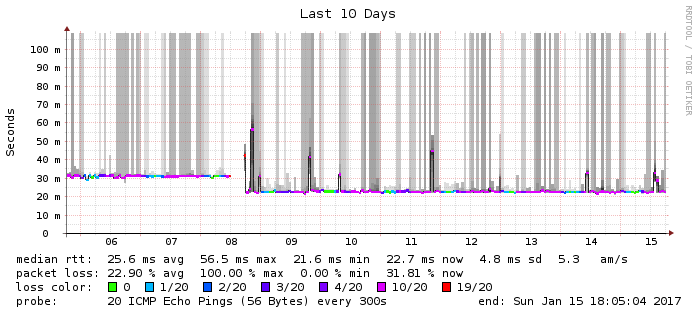 Last 10 Days
RRDTOOL / TOBI OETIKER
Seconds
100 m
90 m
80 m
70 m
60 m
50 m
40 m
30 m
20 m
10 m
0
06 07 08 09 10 11 12 13 14 15
median rtt: 25.6 ms avg 56.5 ms max 21.6 ms min 22.7 ms now 4.8 ms sd 5.3 am/s
packet loss: 22.90 % avg 100.00 % max 0.00 % min 31.81 % now
loss color: 0 1/20 2/20 3/20 4/20 10/20 19/20
probe: 20 ICMP Echo Pings (56 Bytes) every 300s end: Sun Jan 15 18:05:04 2017